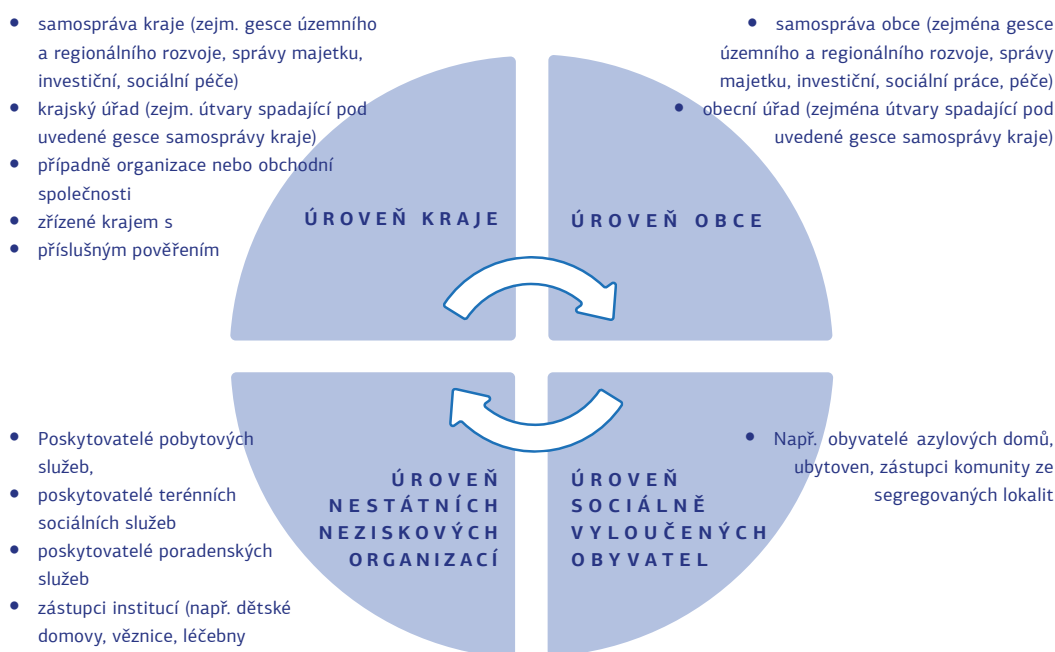 samospráva kraje (zejm. gesce územního
a regionálního rozvoje, správy majetku,
investiční, sociální péče)
krajský úřad (zejm. útvary spadající pod
uvedené gesce samosprávy kraje)
případně organizace nebo obchodní
společnosti
zřízené krajem s
příslušným pověřením
samospráva obce (zejména gesce
územního a regionálního rozvoje, správy
majetku, investiční, sociální práce, péče)
obecní úřad (zejména útvary spadající pod
uvedené gesce samosprávy kraje)
ÚROVEŇ KRAJE
ÚROVEŇ OBCE
Poskytovatelé pobytových
služeb,
poskytovatelé terénních
sociálních služeb
poskytovatelé poradenských
služeb
zástupci institucí (např. dětské
domovy, věznice, léčebny
ÚROVEŇ
NESTÁTNÍCH
NEZISKOVÝCH
ORGANIZACÍ
ÚROVEŇ
SOCIÁLNĚ
VYLOUČENÝCH
OBYVATEL
Např. obyvatelé azylových domů,
ubytoven, zástupci komunity ze
segregovaných lokalit